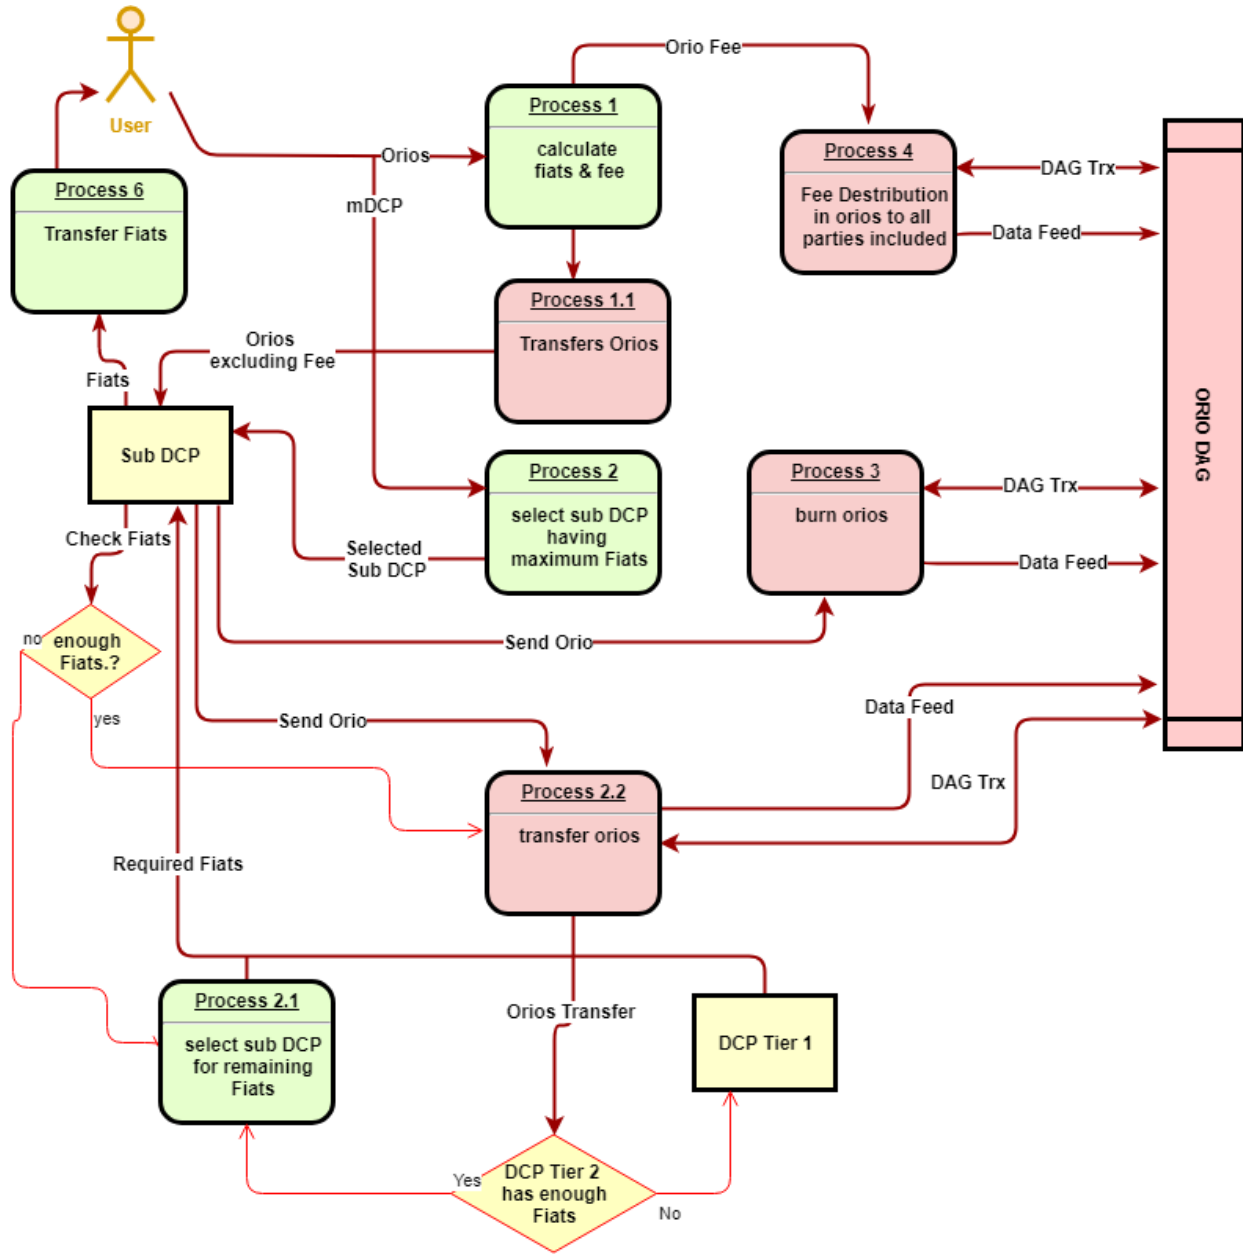 User
Orio Fee
Process 1
calculate
fiats & fee
Orios
mDCP
Process 4
Fee Destribution
in orios to all
parties included
DAG Trx
Data Feed
Process 6
Transfer Fiats
Process 1.1
Transfers Orios
Orios
excluding Fee
Fiats
ORIO DAG
Sub DCP
Process 2
select sub DCP
having
maximum Fiats
Selected
Sub DCP
Process 3
burn orios
DAG Trx
Data Feed
Check Fiats
no
enough
Fiats.?
yes
Send Orio
Send Orio
Data Feed
DAG Trx
Process 2.2
transfer orios
Required Fiats
Process 2.1
select sub DCP
for remaining
Fiats
Orios Transfer
DCP Tier 1
DCP Tier 2
has enough
Fiats
Yes
No